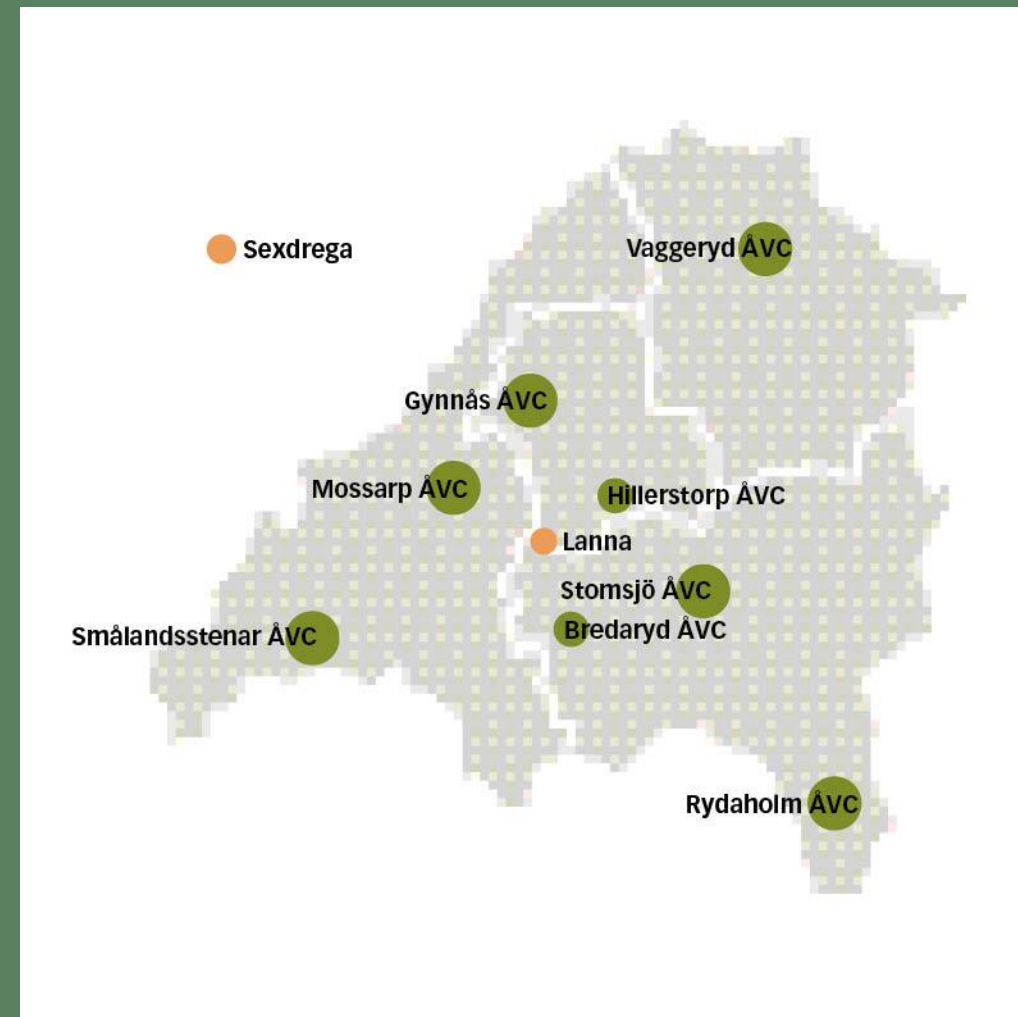 Vaggeryd ÅVC
Sexdrega
Gynnås ÅVC
Mossarp ÅVC
Hillerstorp ÅVC
Lanna
Stomsjö ÅVC
Bredaryd ÅVC
Smålandsstenar ÅVC
Rydaholm ÅVC